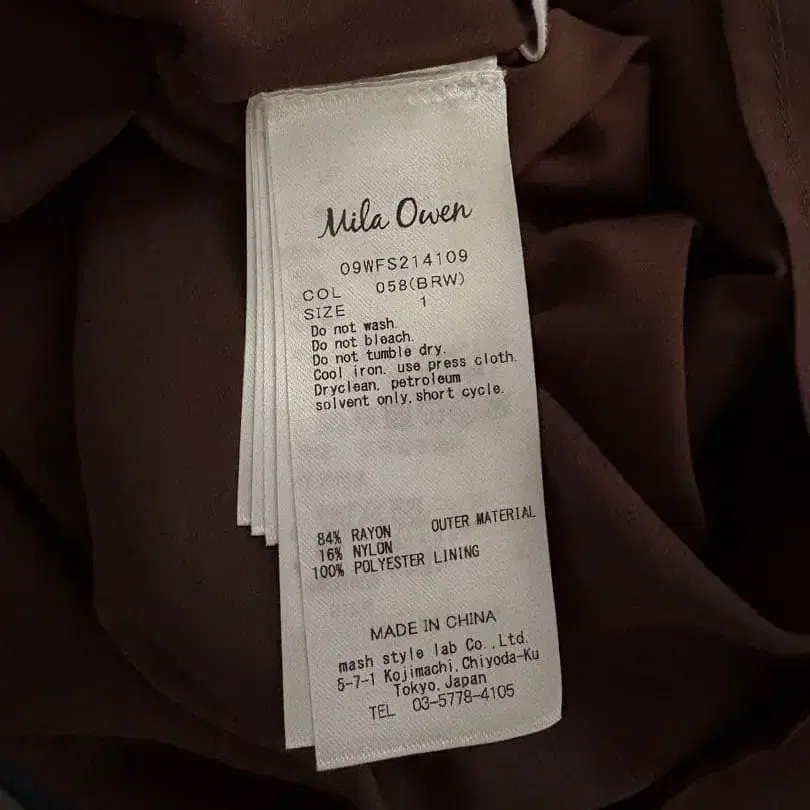 Mila Owen
09WFS214109
COL 058(BRW)
SIZE 1
Do not wash.
Do not bleach.
Do not tumble dry.
Cool iron. use press cloth.
Dryclean, petroleum
solvent only,short cycle.
84% RAYON OUTER MATERIAL
16% NYLON
100% POLYESTER LINING
MADE IN CHINA
mash style lab Co.,Ltd.
5-7-1 Kojimachi,Chiyoda-Ku
Tokyo,Japan
TEL 03-5778-4105